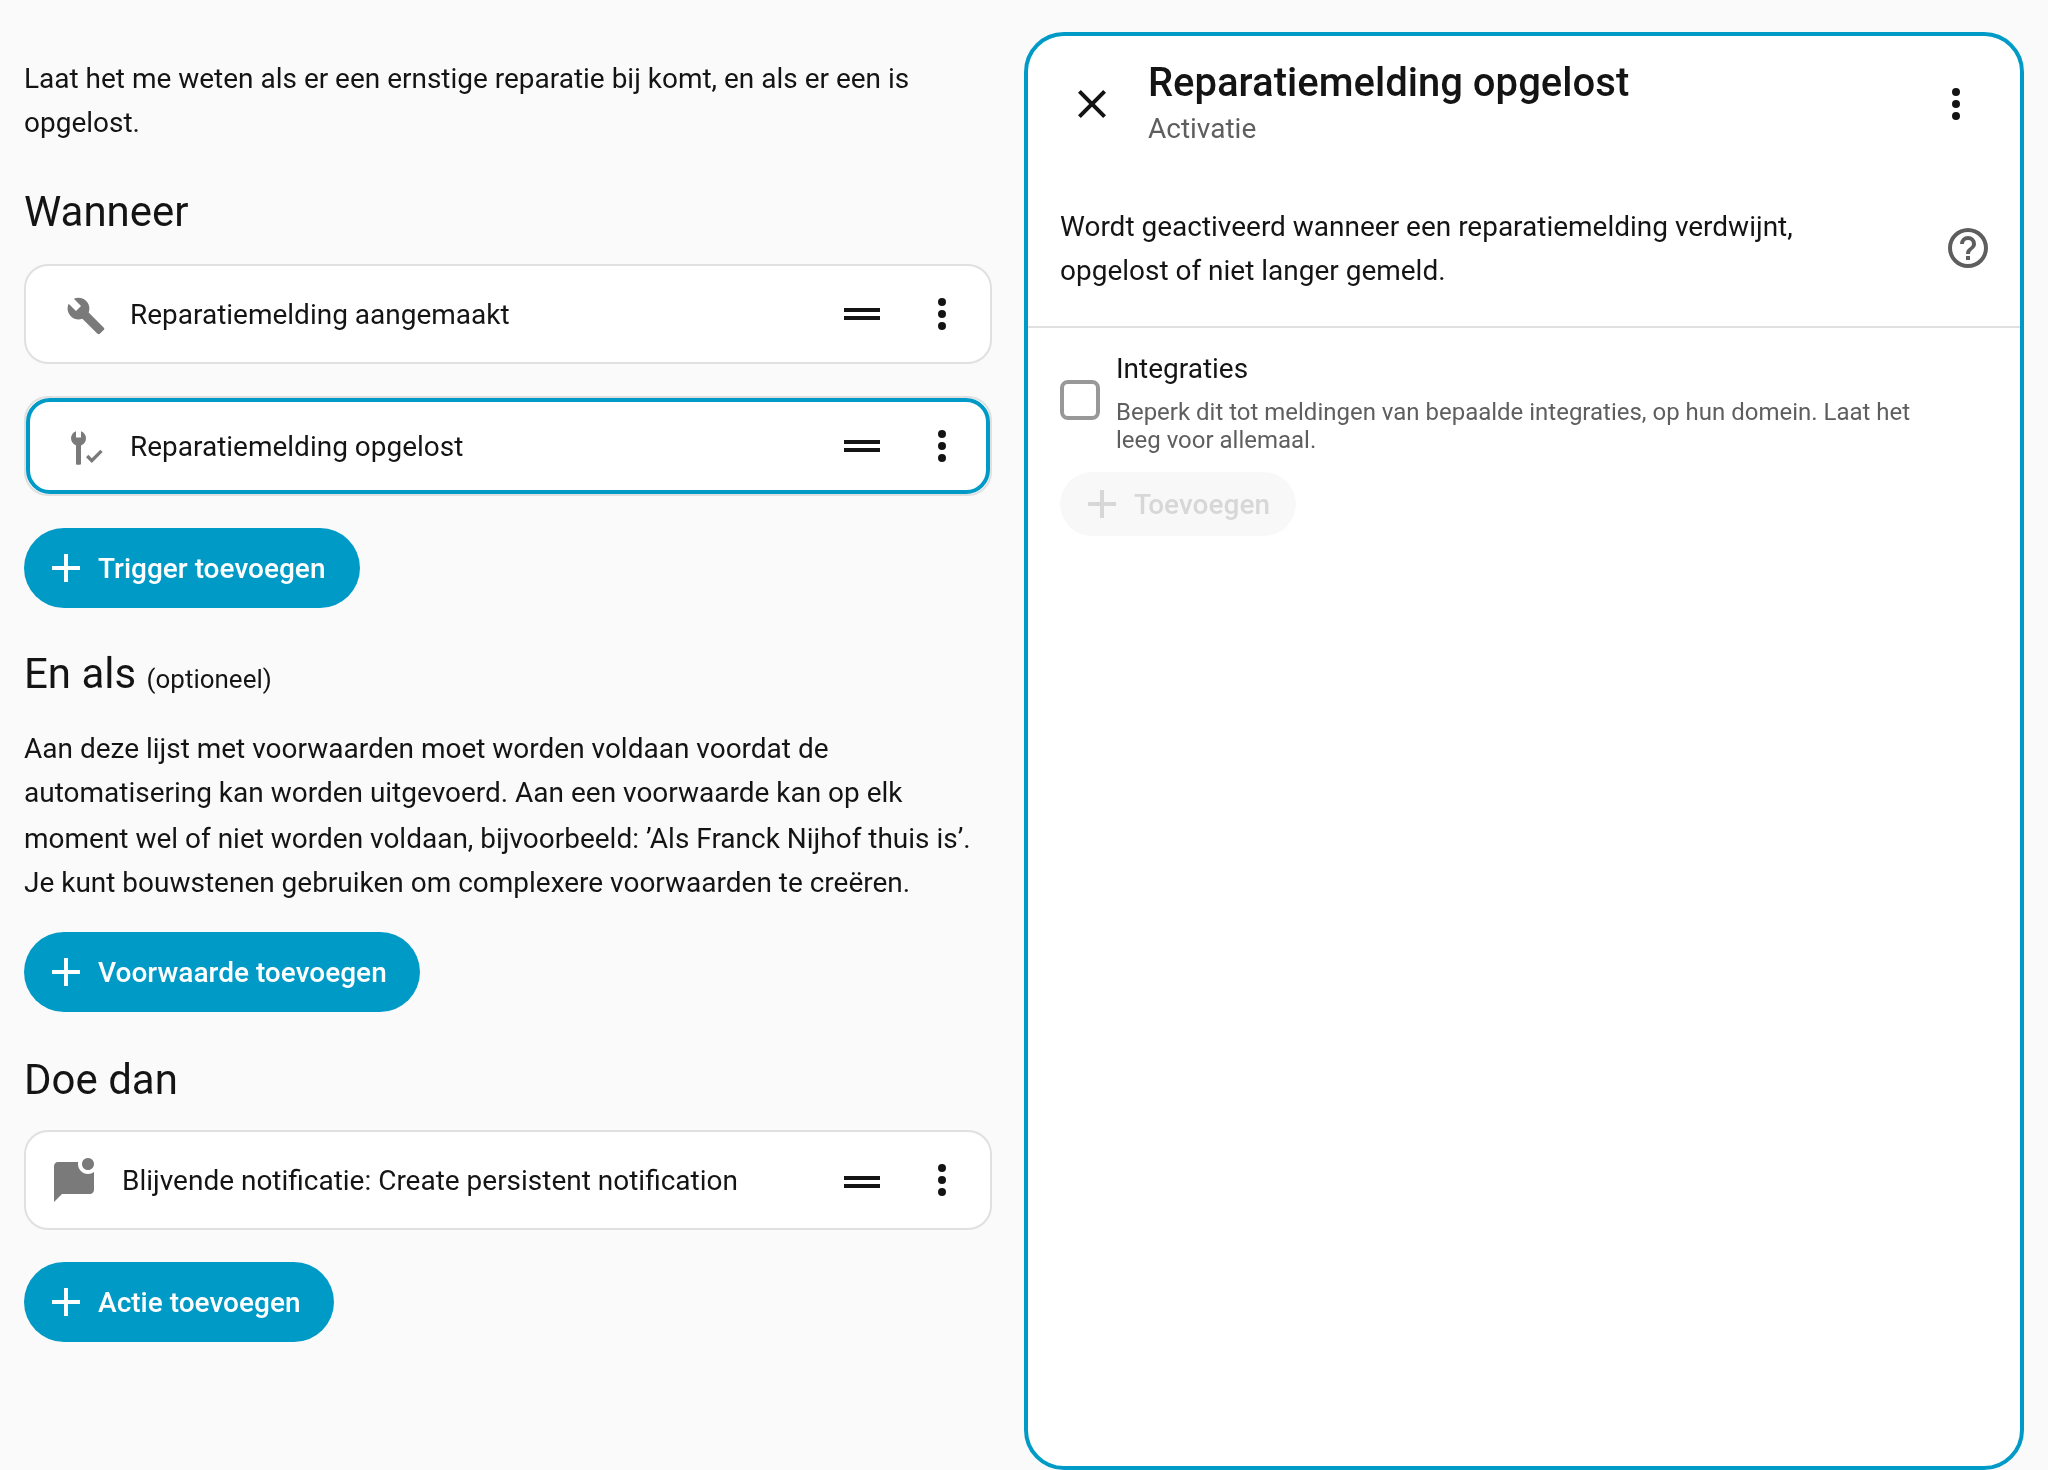 Laat het me weten als er een ernstige reparatie bij komt, en als er een is
opgelost.
Wanneer
Reparatiemelding aangemaakt
Reparatiemelding opgelost
Trigger toevoegen
En als (optioneel)
Aan deze lijst met voorwaarden moet worden voldaan voordat de
automatisering kan worden uitgevoerd. Aan een voorwaarde kan op elk
moment wel of niet worden voldaan, bijvoorbeeld: ’Als Franck Nijhof thuis is’.
Je kunt bouwstenen gebruiken om complexere voorwaarden te creëren.
Voorwaarde toevoegen
Doe dan
Blijvende notificatie: Create persistent notification
Actie toevoegen
Reparatiemelding opgelost
Activatie
Wordt geactiveerd wanneer een reparatiemelding verdwijnt,
opgelost of niet langer gemeld.
Integraties
Beperk dit tot meldingen van bepaalde integraties, op hun domein. Laat het
leeg voor allemaal.
Toevoegen